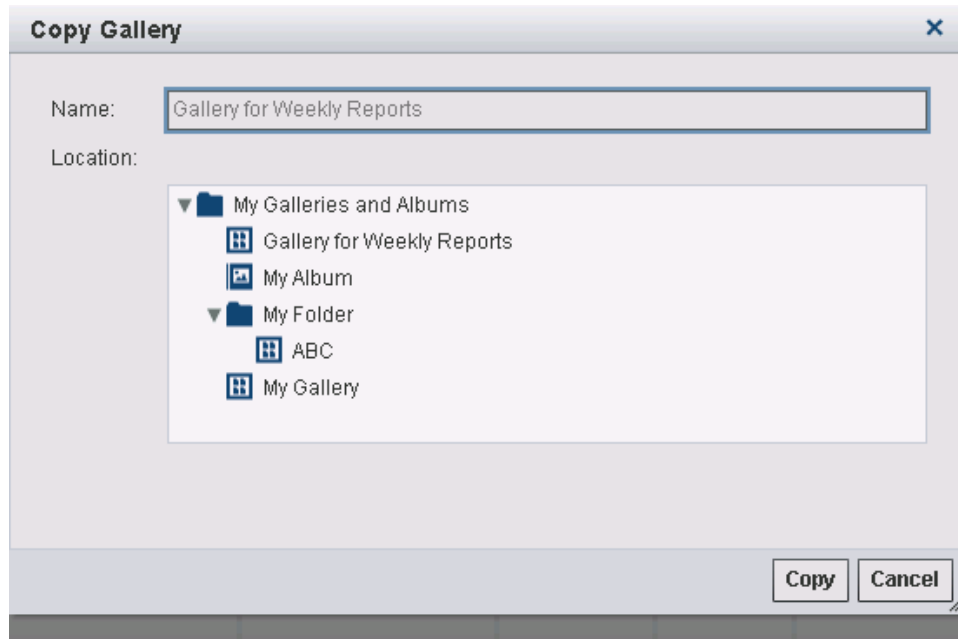 Copy Gallery
Name: Gallery for Weekly Reports
Location:
My Galleries and Albums
Gallery for Weekly Reports
My Album
My Folder
ABC
My Gallery
Copy Cancel